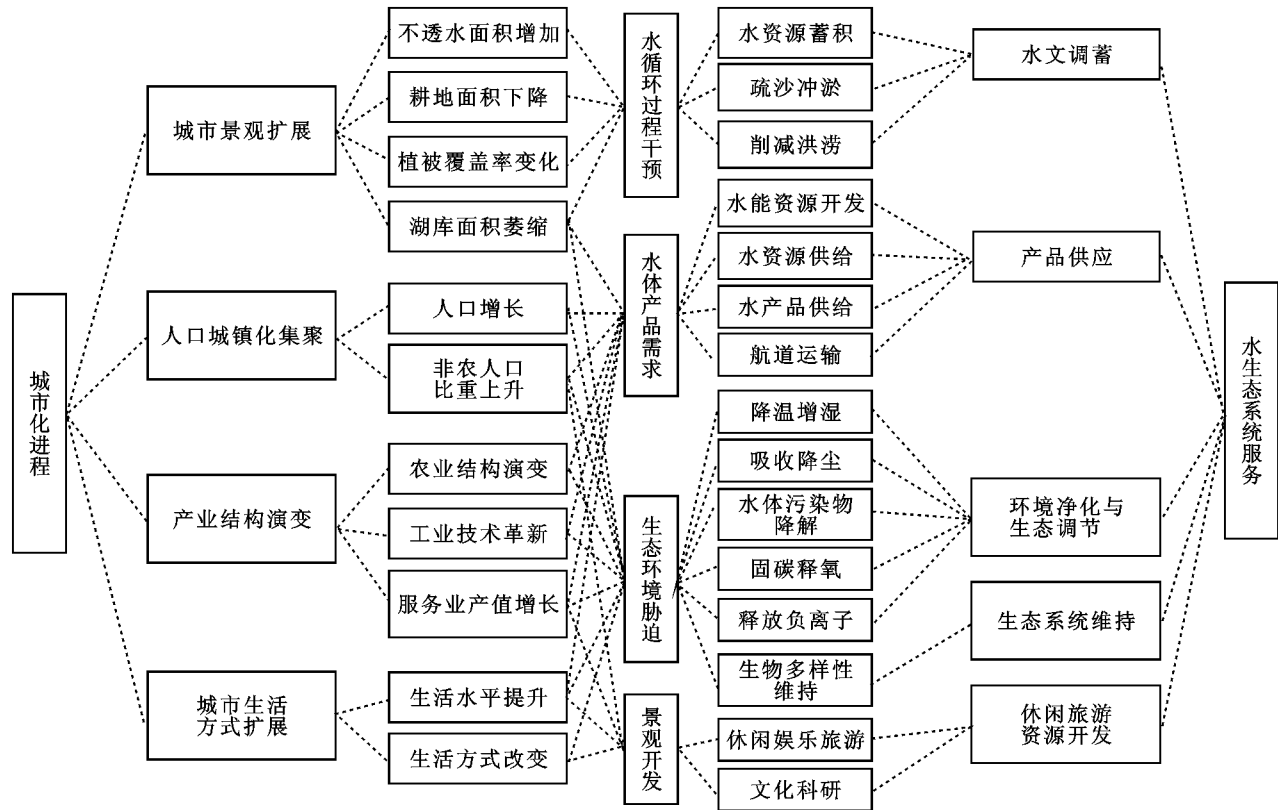 城市化进程
城市景观扩展
人口城镇化集聚
产业结构演变
城市生活
方式扩展
不透水面积增加
耕地面积下降
植被覆盖率变化
湖库面积萎缩
人口增长
非农人口
比重上升
农业结构演变
工业技术革新
服务业产值增长
生活水平提升
生活方式改变
水循环过程干预
水体产品需求
生态环境胁迫
景观开发
水资源蓄积
疏沙冲淤
削减洪涝
水能资源开发
水资源供给
水产品供给
航道运输
降温增湿
吸收降尘
水体污染物
降解
固碳释氧
释放负离子
生物多样性
维持
休闲娱乐旅游
文化科研
水文调蓄
产品供应
环境净化与
生态调节
生态系统维持
休闲旅游
资源开发
水生态系统服务